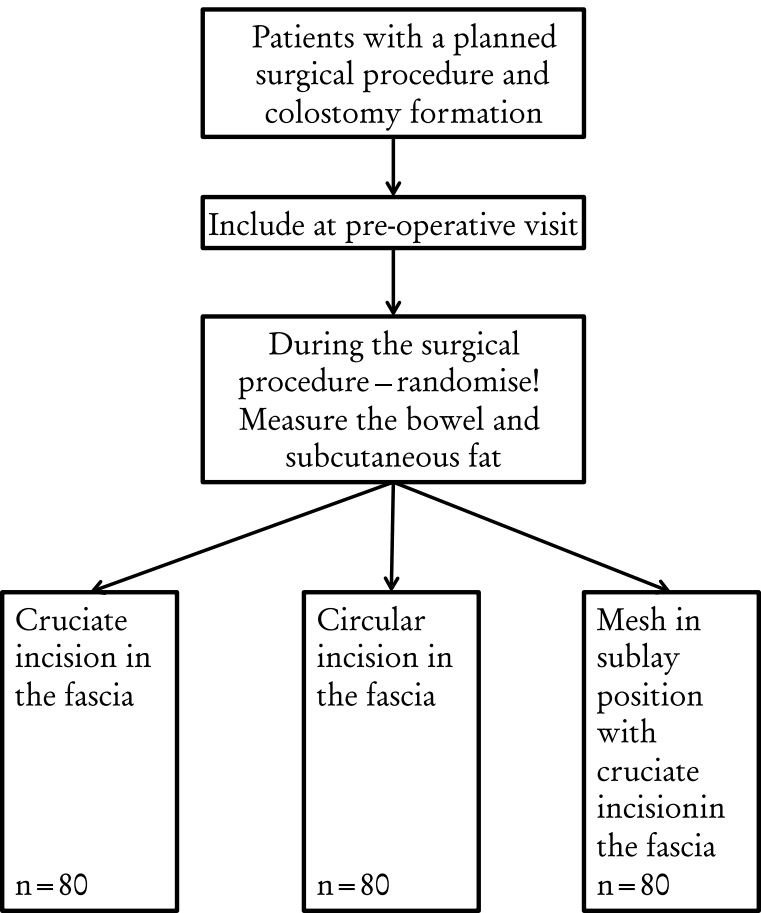 Patients with a planned
surgical procedure and
colostomy formation
Include at pre-operative visit
During the surgical
procedure – randomise!
Measure the bowel and
subcutaneous fat
Cruciate
incision in
the fascia
n = 80
Circular
incision in
the fascia
n = 80
Mesh in
sublay
position
with
cruciate
incisionin
the fascia
n = 80